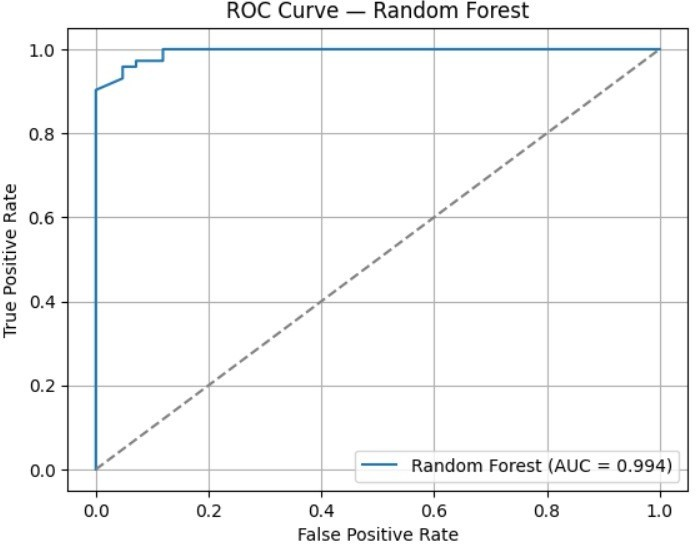 ROC Curve — Random Forest
True Positive Rate
1.0
0.8
0.6
0.4
0.2
0.0
Random Forest (AUC = 0.994)
0.0 0.2 0.4 0.6 0.8 1.0
False Positive Rate